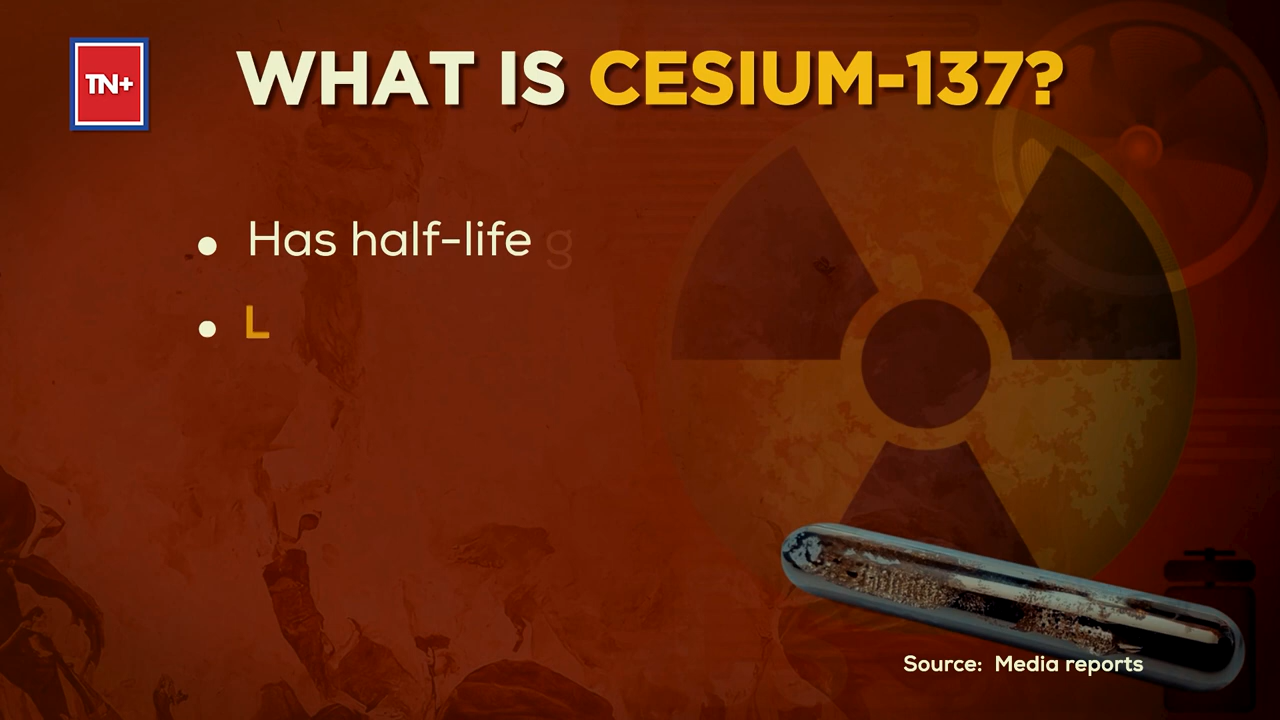 TN+
WHAT IS CESIUM-137?
• Has half-life g
• L
Source: Media reports